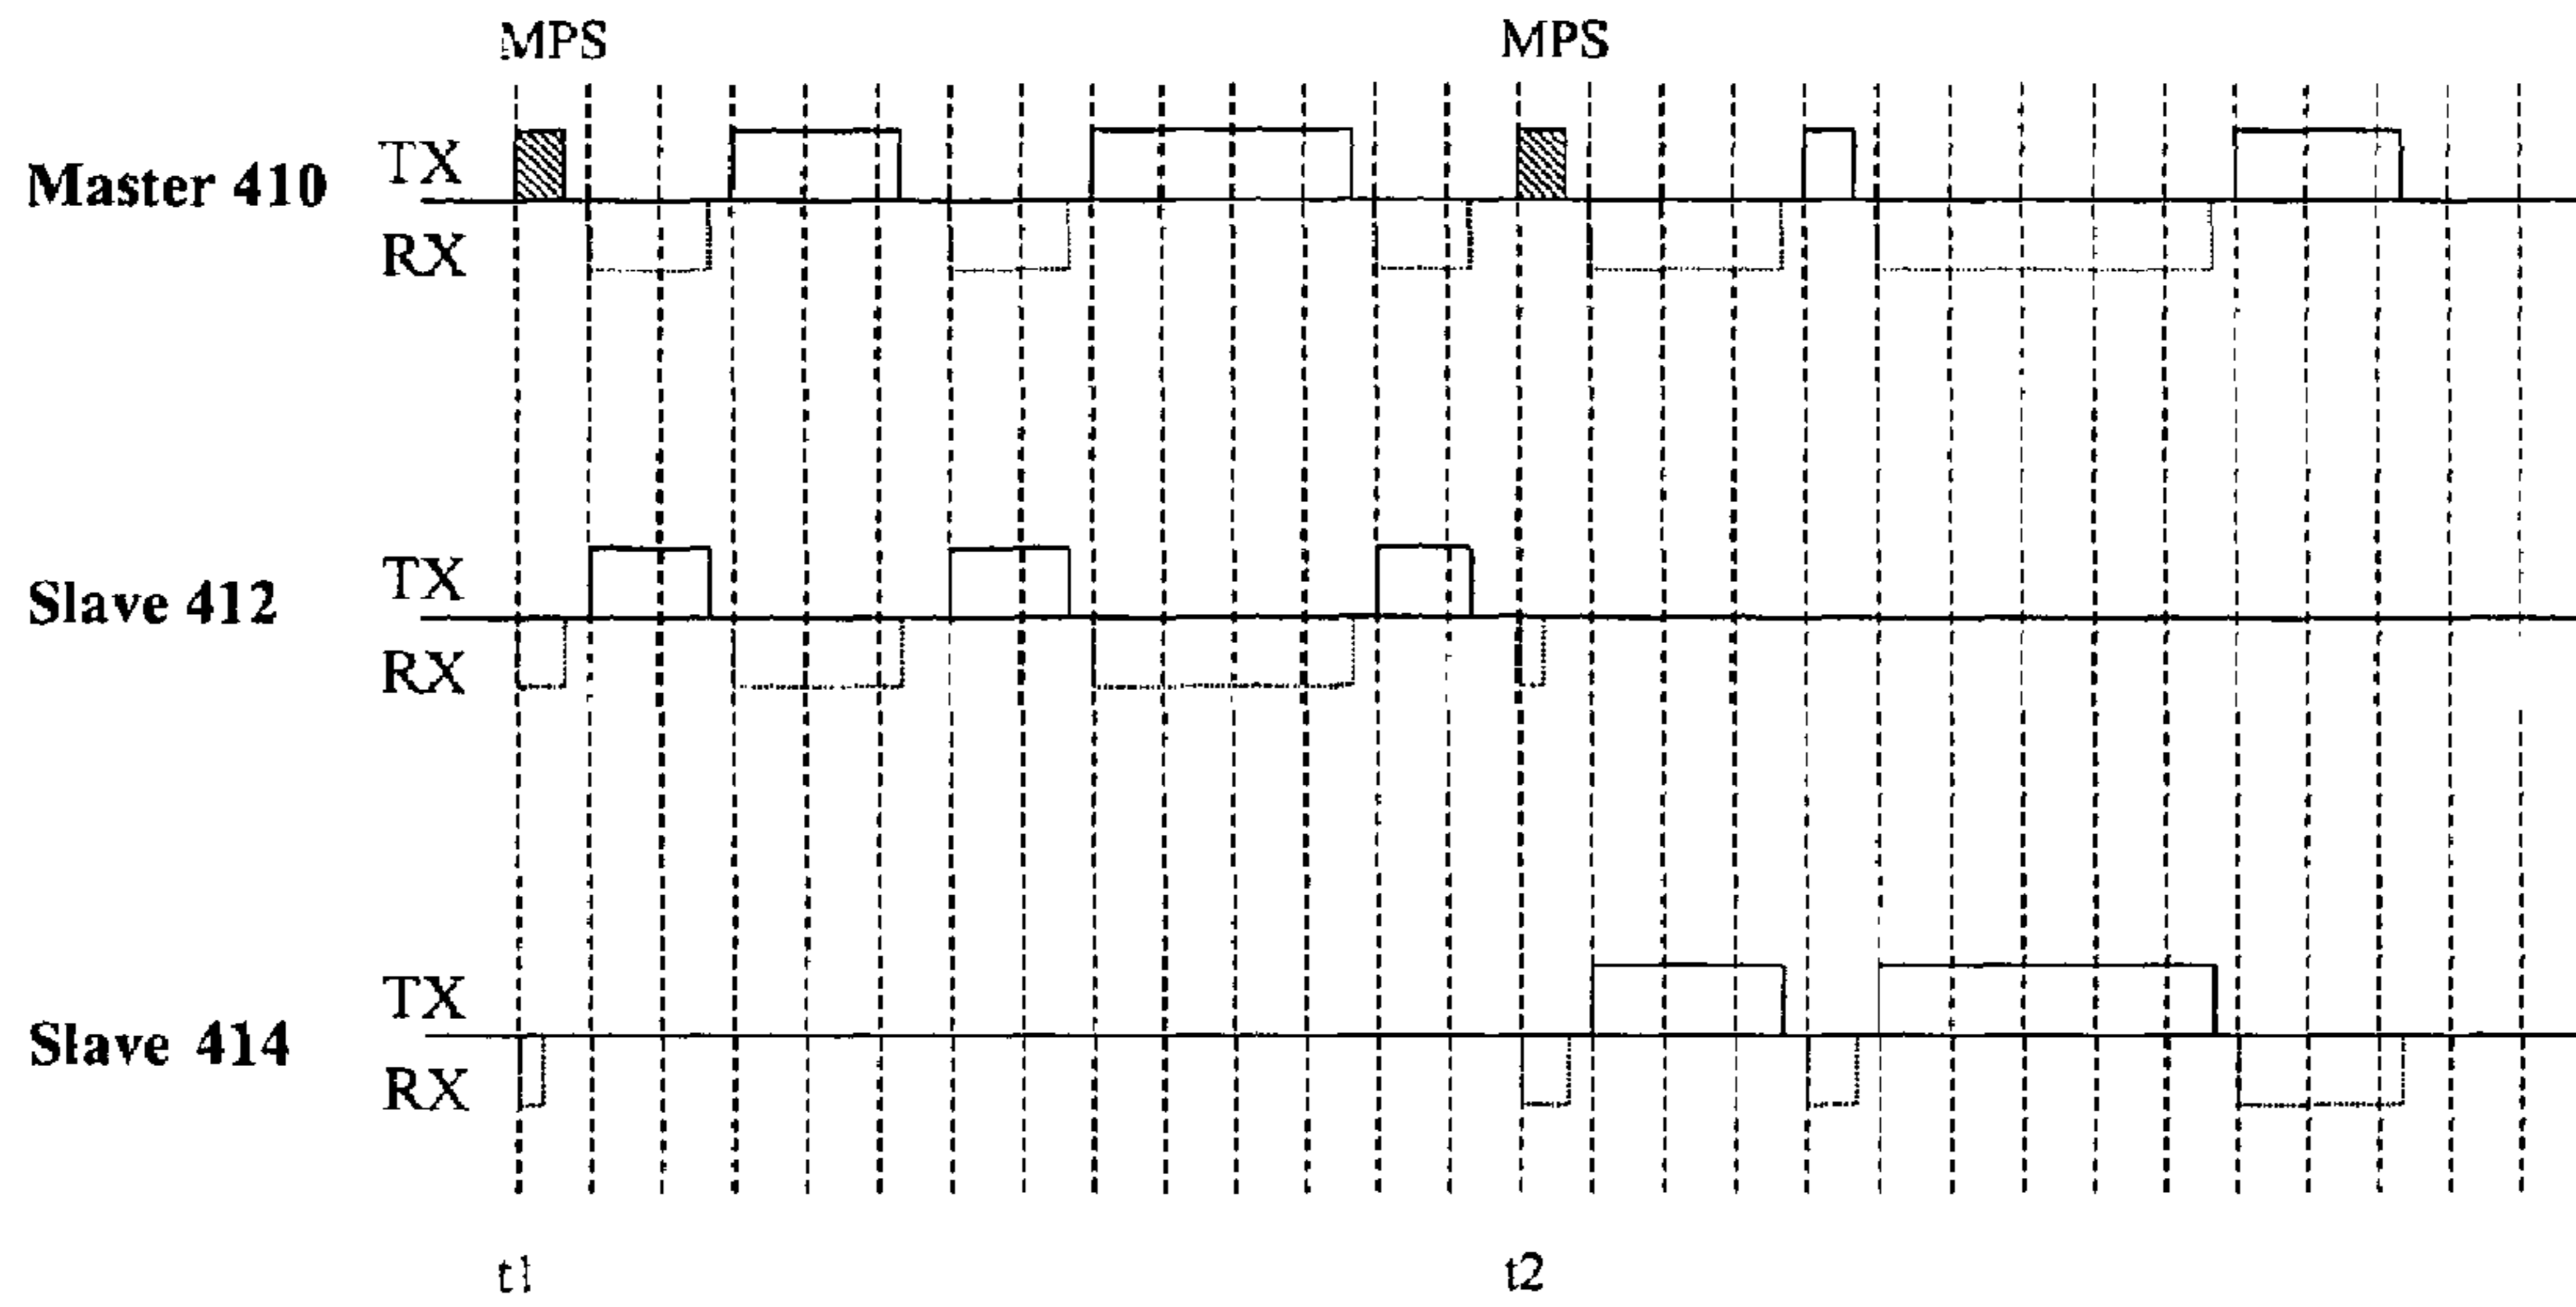 MPS MPS
Master 410 TX
RX
Slave 412 TX
RX
Slave 414 TX
RX
t1 t2